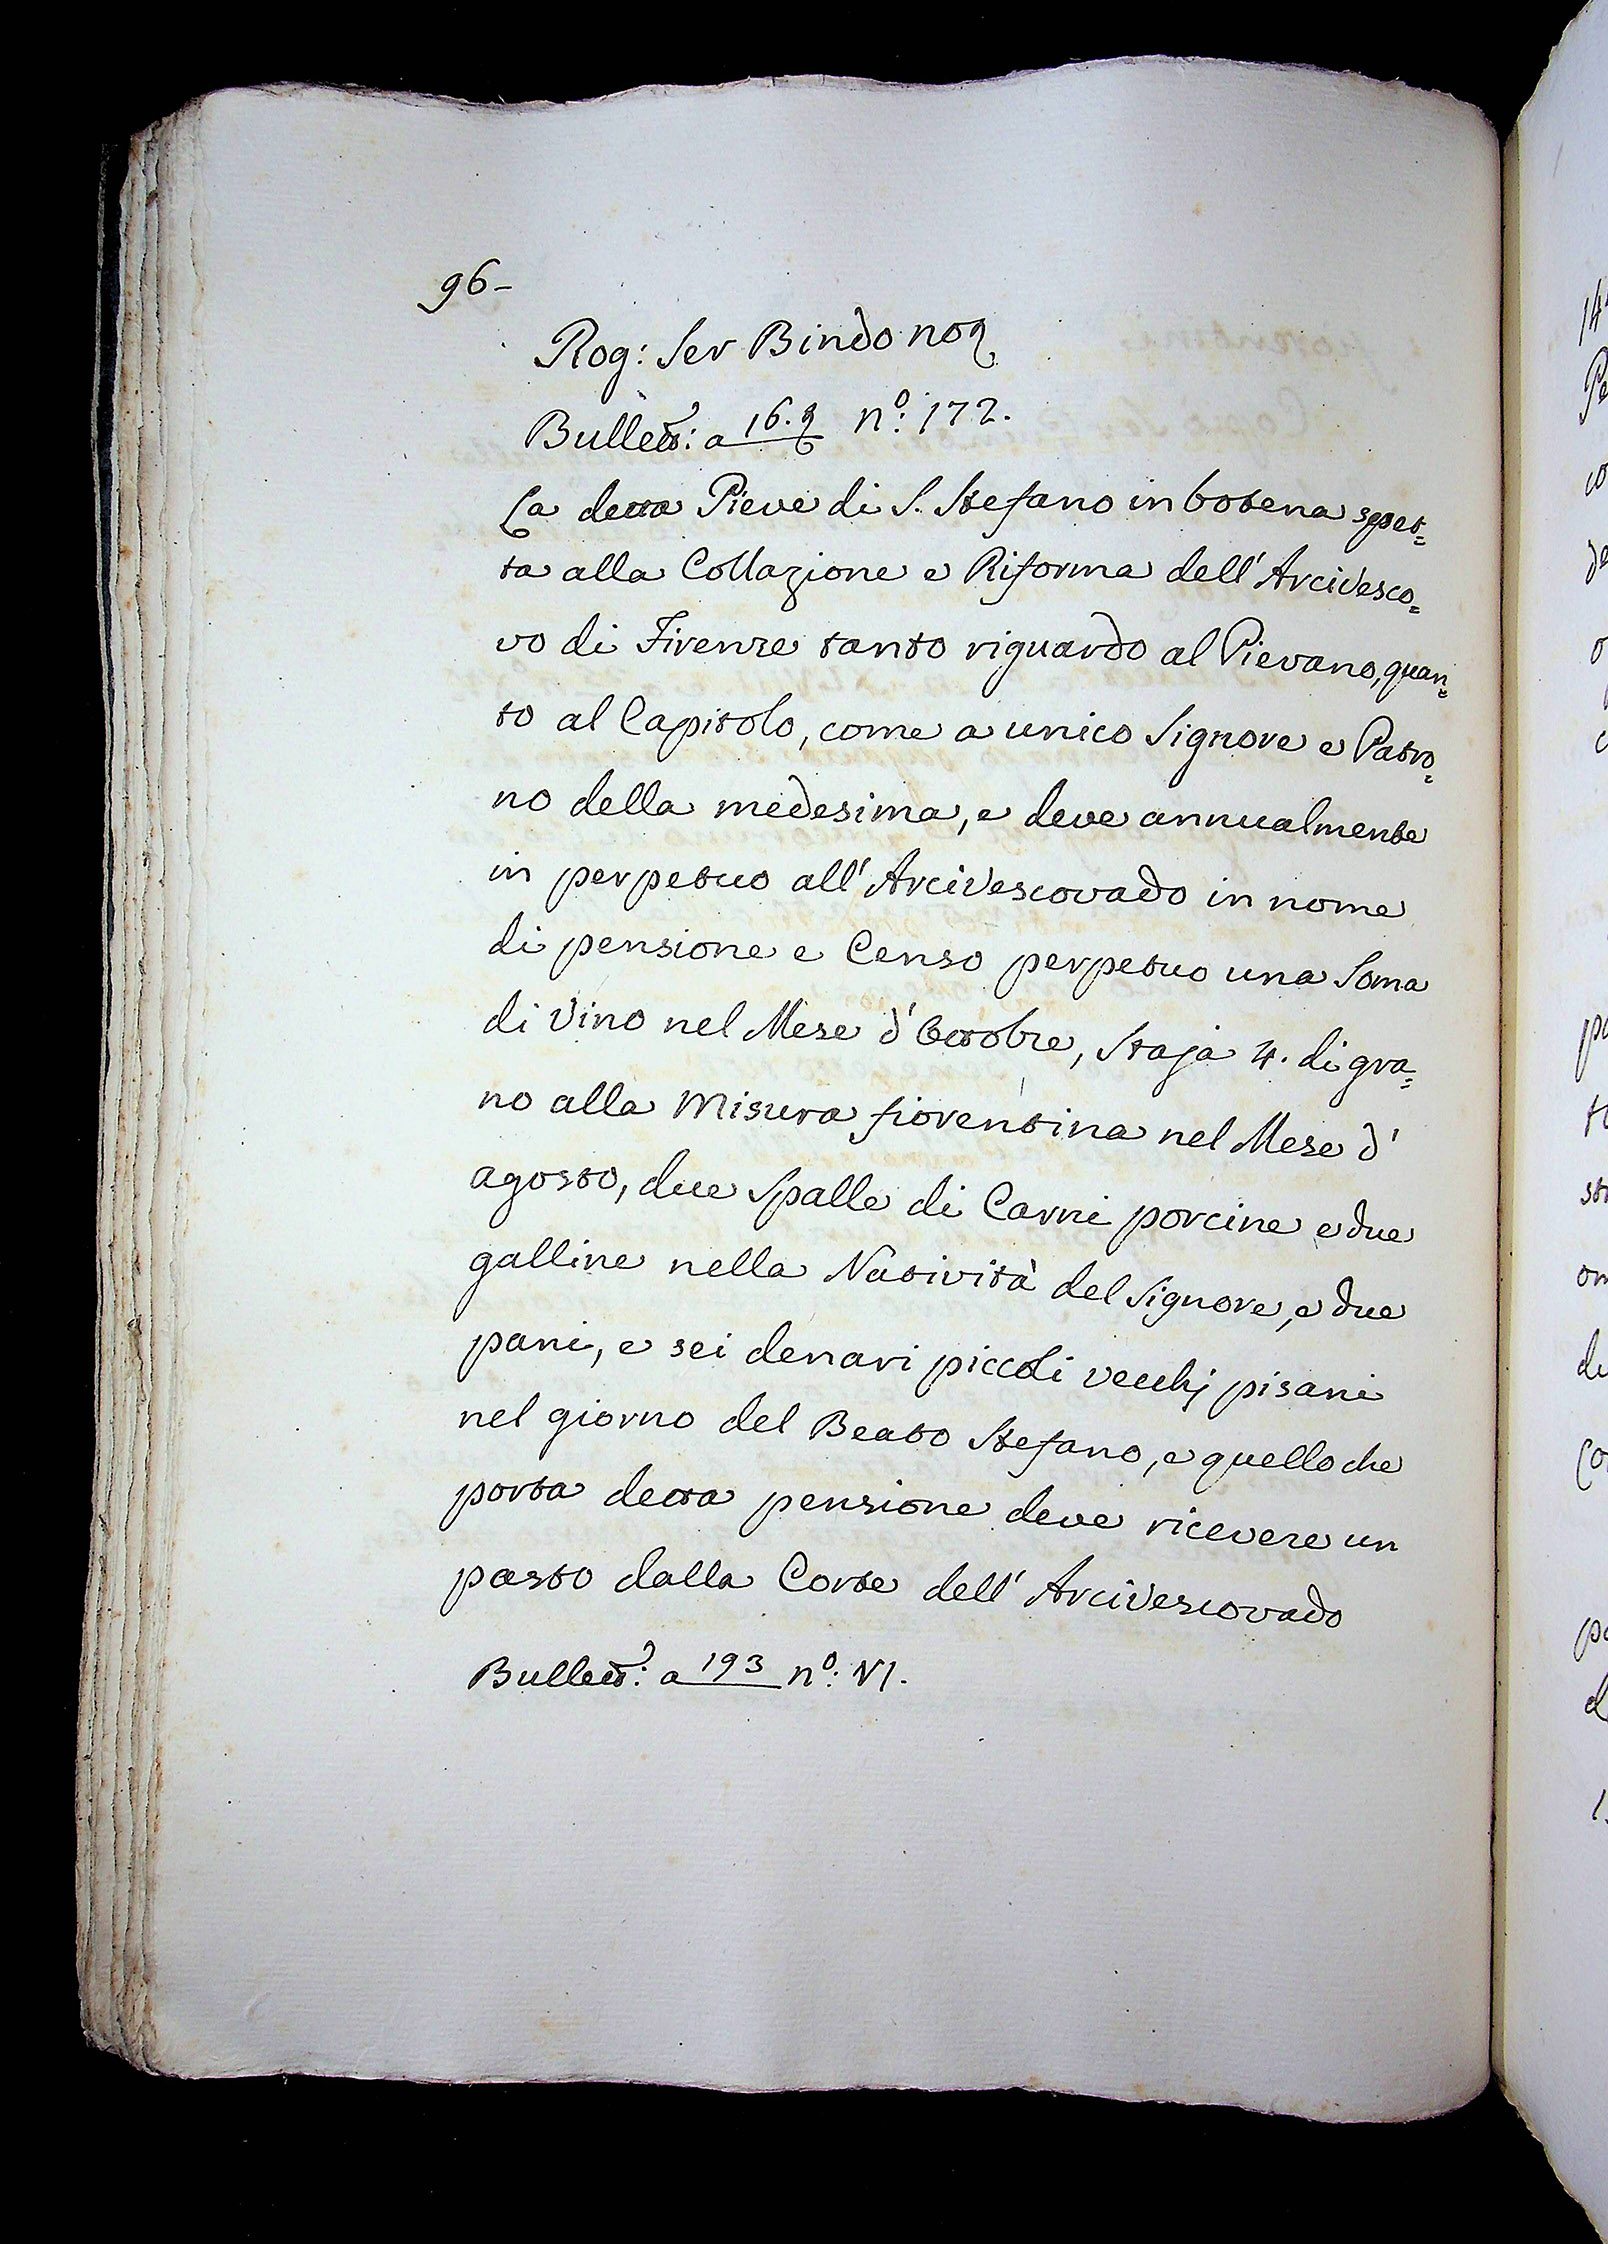 96-
Rog: Ser Bindo not
Bullett: a 16.9 n°: 172.
La detta Pieve di S. Stefano in botena spet=
ta alla Collazione e Riforma dell' Arcivesco=
vo di Firenze tanto riguardo al Pievano, quan=
to al Capitolo, come a unico Signore e Patro=
no della medesima, e deve annualmente
in perpetuo all' Arcivescovado in nome
di pensione e Censo perpetuo una Soma
di Vino nel Mese d' Ottobre, Staja 4. di gra=
no alla Misura fiorentina nel Mese d'
agosto, due Spalle di Carni porcine e due
galline nella Natività del Signore, e due
pani, e sei denari piccoli vecchj pisani
nel giorno del Beato Stefano, e quello che
porta detta pensione deve ricevere un
pasto dalla Corte dell' Arcivescovado
Bullett: a 193 n°: VI.